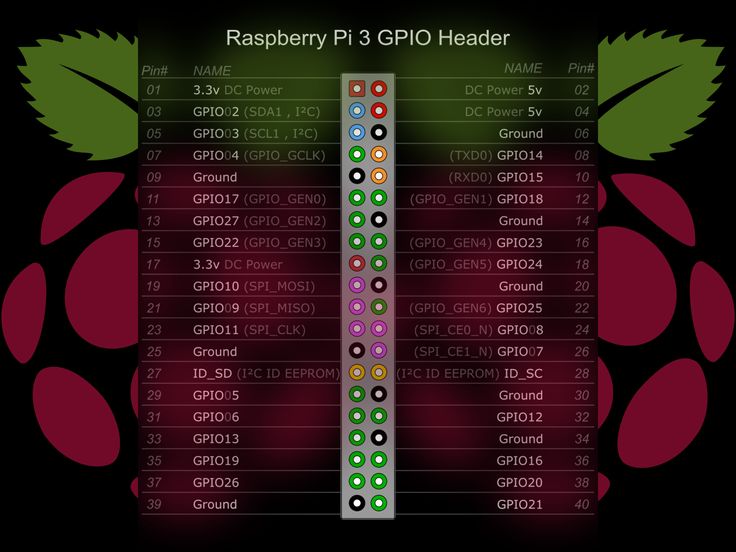 Raspberry Pi 3 GPIO Header
Pin# NAME NAME Pin#
01 3.3v DC Power DC Power 5v 02
03 GPIO02 (SDA1 , I²C) DC Power 5v 04
05 GPIO03 (SCL1 , I²C) Ground 06
07 GPIO04 (GPIO_GCLK) (TXD0) GPIO14 08
09 Ground (RXD0) GPIO15 10
11 GPIO17 (GPIO_GEN0) (GPIO_GEN1) GPIO18 12
13 GPIO27 (GPIO_GEN2) Ground 14
15 GPIO22 (GPIO_GEN3) (GPIO_GEN4) GPIO23 16
17 3.3v DC Power (GPIO_GEN5) GPIO24 18
19 GPIO10 (SPI_MOSI) Ground 20
21 GPIO09 (SPI_MISO) (GPIO_GEN6) GPIO25 22
23 GPIO11 (SPI_CLK) (SPI_CE0_N) GPIO08 24
25 Ground (SPI_CE1_N) GPIO07 26
27 ID_SD (I²C ID EEPROM) (I²C ID EEPROM) ID_SC 28
29 GPIO05 Ground 30
31 GPIO06 GPIO12 32
33 GPIO13 Ground 34
35 GPIO19 GPIO16 36
37 GPIO26 GPIO20 38
39 Ground GPIO21 40